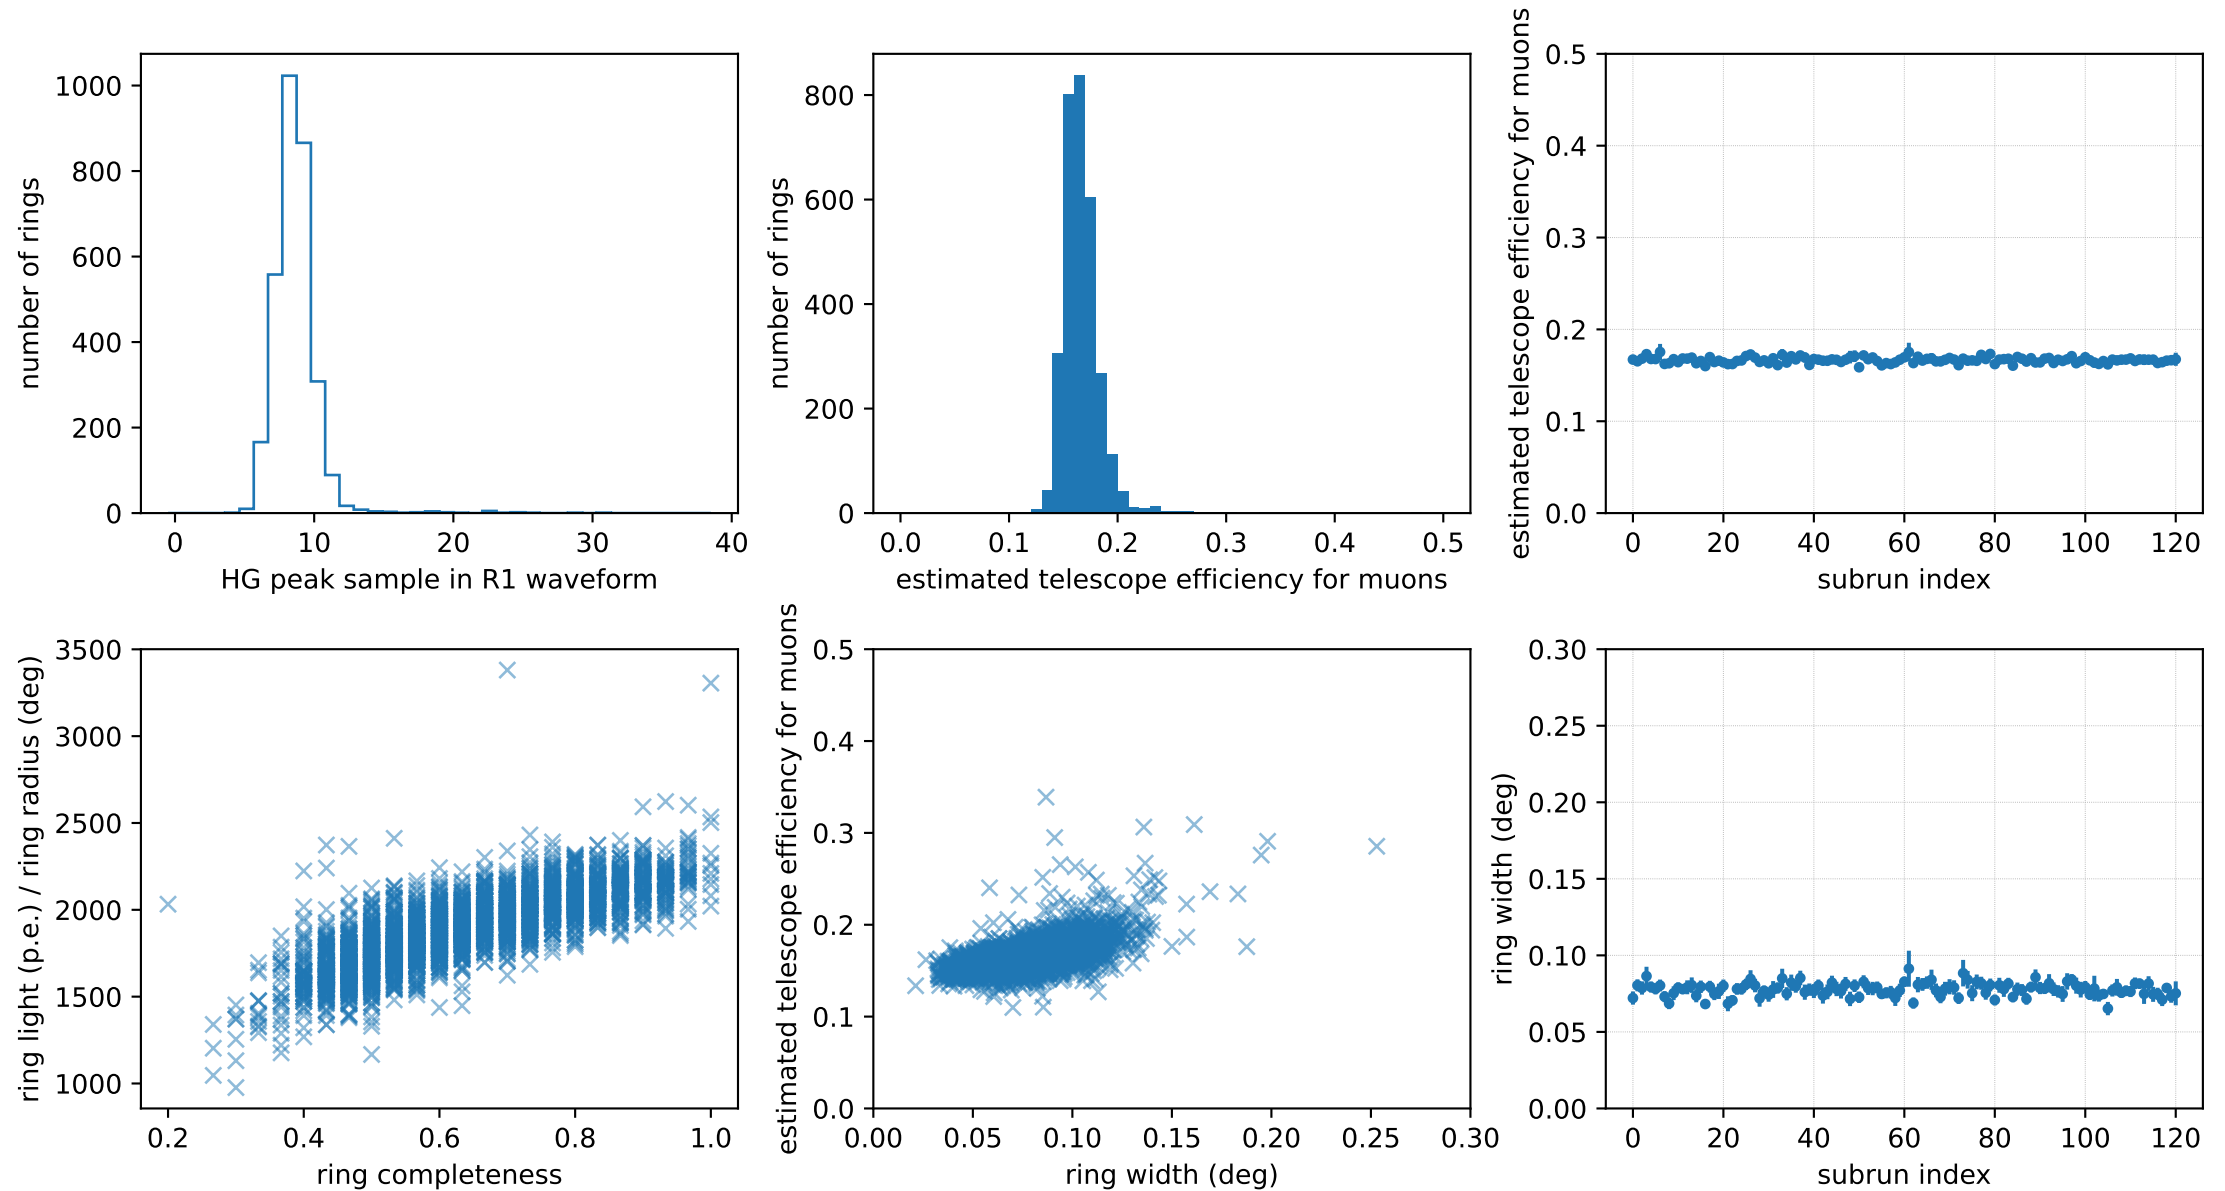 1000
800
600
400
200
0
number of rings
0 10 20 30 40
HG peak sample in R1 waveform
800
600
400
200
0
number of rings
0.0 0.1 0.2 0.3 0.4 0.5
estimated telescope efficiency for muons
0.5
0.4
0.3
0.2
0.1
0.0
estimated telescope efficiency for muons
0 20 40 60 80 100 120
subrun index
3500
3000
2500
2000
1500
1000
ring light (p.e.) / ring radius (deg)
0.2 0.4 0.6 0.8 1.0
ring completeness
0.5
0.4
0.3
0.2
0.1
0.0
estimated telescope efficiency for muons
0.00 0.05 0.10 0.15 0.20 0.25 0.30
ring width (deg)
0.30
0.25
0.20
0.15
0.10
0.05
0.00
ring width (deg)
0 20 40 60 80 100 120
subrun index